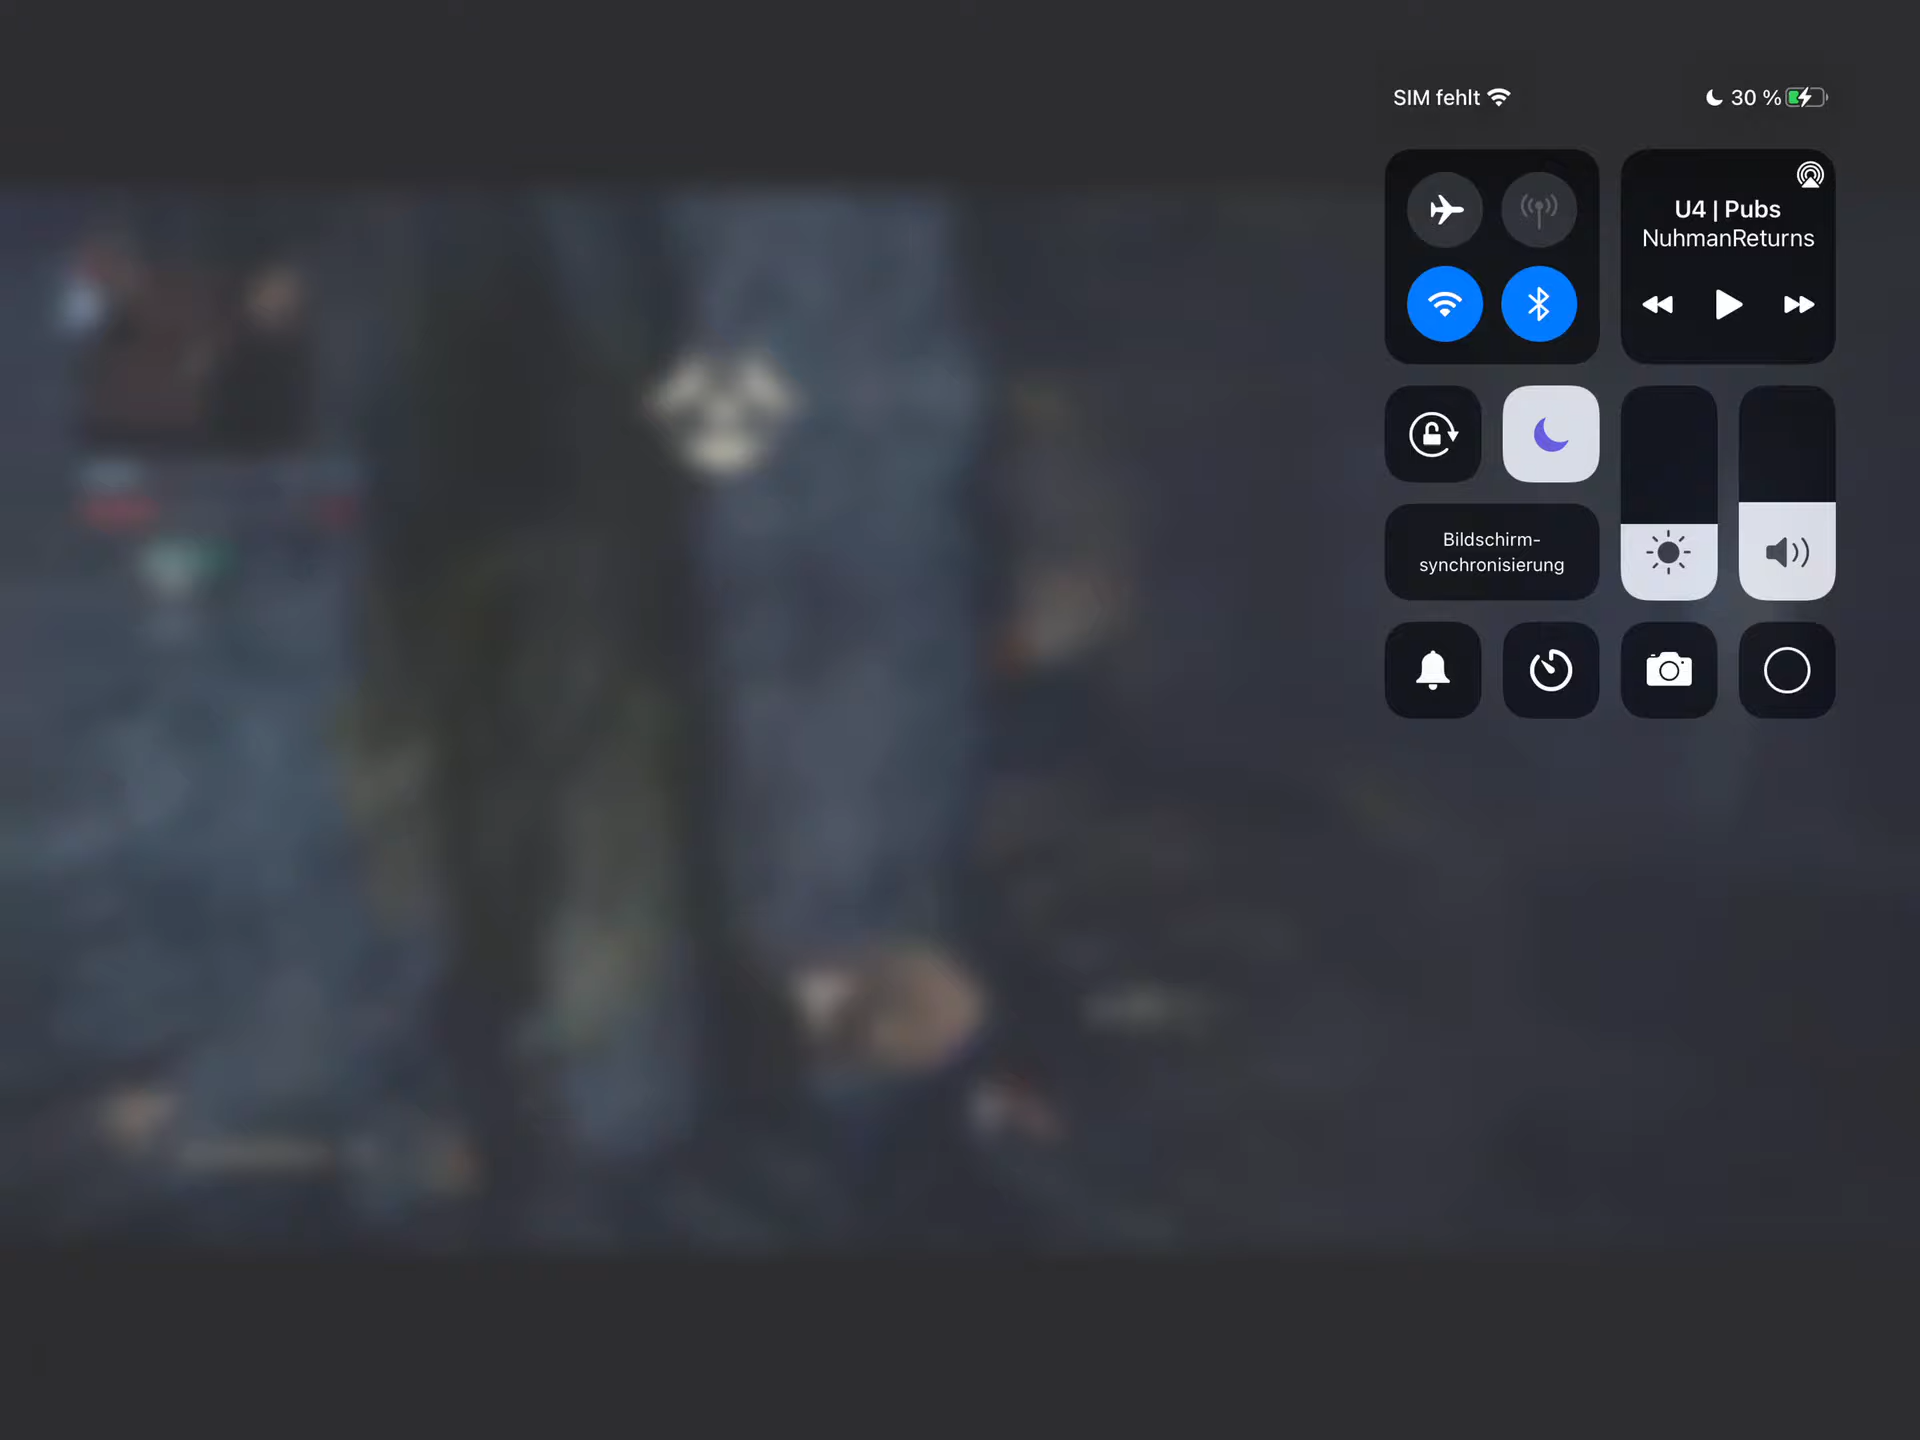 SIM fehlt
30 %
U4 | Pubs
NuhmanReturns
Bildschirm-
synchronisierung